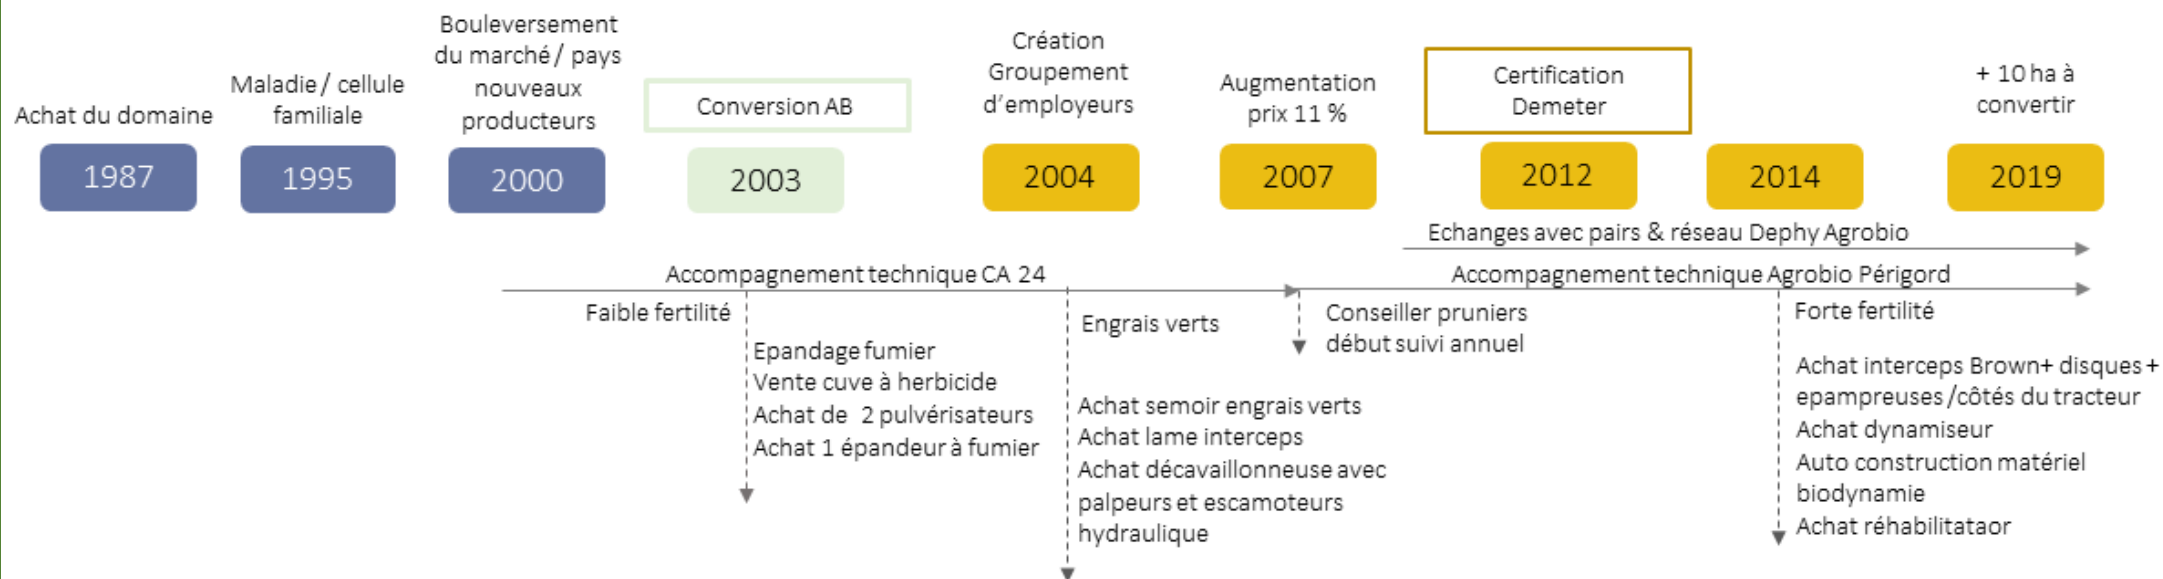 Achat du domaine
Maladie / cellule
familiale
Bouleversement
du marché / pays
nouveaux
producteurs
Conversion AB
Création
Groupement
d’employeurs
Augmentation
prix 11 %
Certification
Demeter
+ 10 ha à
convertir
1987
1995
2000
2003
2004
2007
2012
2014
2019
Echanges avec pairs & réseau Dephy Agrobio
Accompagnement technique CA 24
Accompagnement technique Agrobio Périgord
Faible fertilité
Epandage fumier
Vente cuve à herbicide
Achat de 2 pulvérisateurs
Achat 1 épandeur à fumier
Engrais verts
Achat semoir engrais verts
Achat lame interceps
Achat décavaillonneuse avec
palpeurs et escamoteurs
hydraulique
Conseiller pruniers
début suivi annuel
Forte fertilité
Achat interceps Brown+ disques +
epampreuses /côtés du tracteur
Achat dynamiseur
Auto construction matériel
biodynamie
Achat réhabilitataor